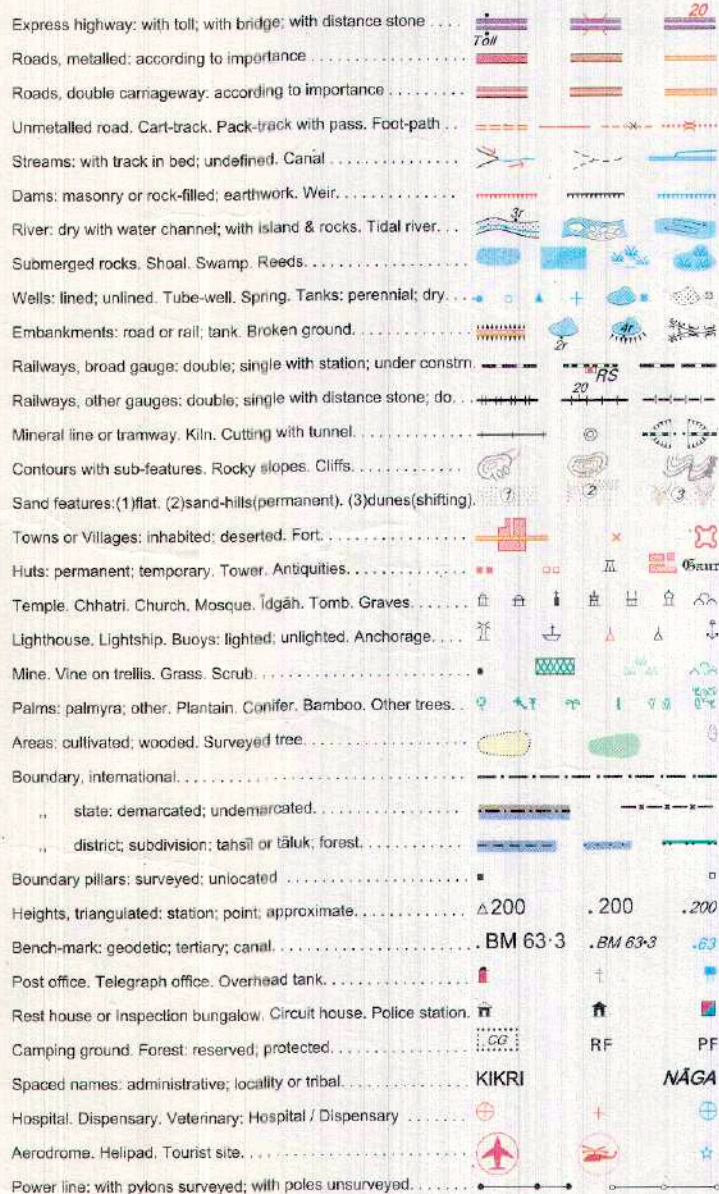 20
Express highway: with toll; with bridge; with distance stone . . . .
Toll
Roads, metalled: according to importance . . . . . . . . . . . . . . . . . .
Roads, double carriageway: according to importance . . . . . . . . . .
Unmetalled road. Cart-track. Pack-track with pass. Foot-path . . .
Streams: with track in bed; undefined. Canal . . . . . . . . . . . . . . . .
Dams: masonry or rock-filled; earthwork. Weir. . . . . . . . . . . . . . . .
River: dry with water channel; with island & rocks. Tidal river. . . . 3r
Submerged rocks. Shoal. Swamp. Reeds. . . . . . . . . . . . . . . . . . .
Wells: lined; unlined. Tube-well. Spring. Tanks: perennial; dry. . .
Embankments: road or rail; tank. Broken ground. . . . . . . . . . . . . . 2r 4r
Railways, broad gauge: double; single with station; under constrn. RS
Railways, other gauges: double; single with distance stone; do. . . 20
Mineral line or tramway. Kiln. Cutting with tunnel. . . . . . . . . . . . .
Contours with sub-features. Rocky slopes. Cliffs. . . . . . . . . . . . . . 100
Sand features:(1)flat. (2)sand-hills(permanent). (3)dunes(shifting). 1 2 3
Towns or Villages: inhabited; deserted. Fort. . . . . . . . . . . . . . . . .
Huts: permanent; temporary. Tower. Antiquities. . . . . . . . . . . . . . Gaur
Temple. Chhatri. Church. Mosque. Īdgāh. Tomb. Graves. . . . . . .
Lighthouse. Lightship. Buoys: lighted; unlighted. Anchorage. . . .
Mine. Vine on trellis. Grass. Scrub. . . . . . . . . . . . . . . . . . . . . . . .
Palms: palmyra; other. Plantain. Conifer. Bamboo. Other trees. .
Areas: cultivated; wooded. Surveyed tree. . . . . . . . . . . . . . . . . . .
Boundary, international. . . . . . . . . . . . . . . . . . . . . . . . . . . . . . . . .
,, state: demarcated; undemarcated. . . . . . . . . . . . . . . . . .
,, district; subdivision; tahsīl or tāluk; forest. . . . . . . . . . . . .
Boundary pillars: surveyed; unlocated . . . . . . . . . . . . . . . . . . . . .
Heights, triangulated: station; point; approximate. . . . . . . . . . . . . △200 .200 .200
Bench-mark: geodetic; tertiary; canal. . . . . . . . . . . . . . . . . . . . . . .BM 63·3 .BM 63·3 .63
Post office. Telegraph office. Overhead tank. . . . . . . . . . . . . . . . .
Rest house or Inspection bungalow. Circuit house. Police station.
Camping ground. Forest: reserved; protected. . . . . . . . . . . . . . . . CG RF PF
Spaced names: administrative; locality or tribal. . . . . . . . . . . . . . . KIKRI NĀGA
Hospital. Dispensary. Veterinary: Hospital / Dispensary . . . . . . . .
Aerodrome. Helipad. Tourist site. . . . . . . . . . . . . . . . . . . . . . . . . .
Power line: with pylons surveyed; with poles unsurveyed. . . . . . .